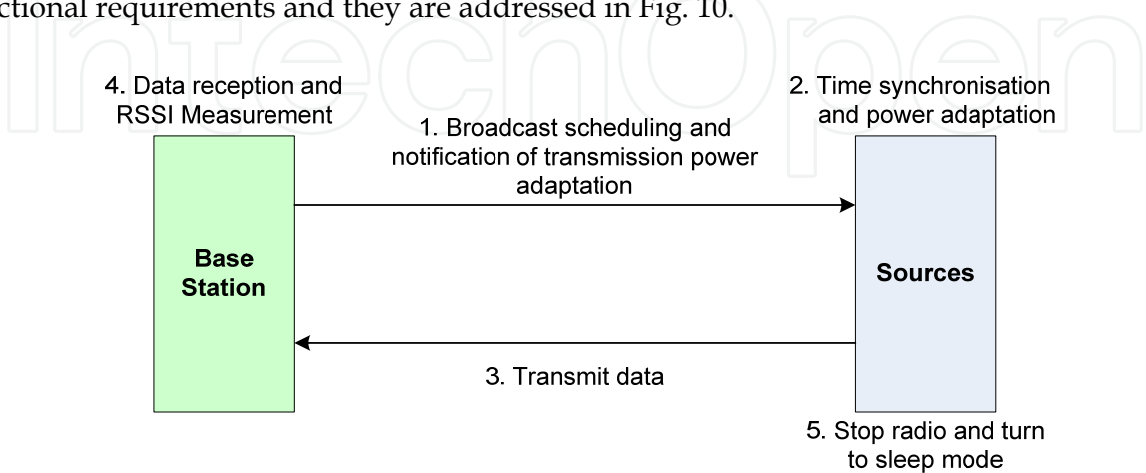 ctional requirements and they are addressed in Fig. 10.
IntechOpen
4. Data reception and
RSSI Measurement
1. Broadcast scheduling and
notification of transmission power
adaptation
2. Time synchronisation
and power adaptation
Base
Station
Sources
3. Transmit data
5. Stop radio and turn
to sleep mode